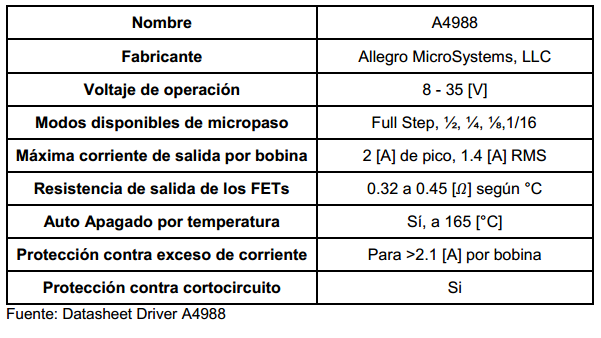 Nombre A4988
Fabricante Allegro MicroSystems, LLC
Voltaje de operación 8 - 35 [V]
Modos disponibles de micropaso Full Step, ½, ¼, ⅛,1/16
Máxima corriente de salida por bobina 2 [A] de pico, 1.4 [A] RMS
Resistencia de salida de los FETs 0.32 a 0.45 [Ω] según °C
Auto Apagado por temperatura Sí, a 165 [°C]
Protección contra exceso de corriente Para >2.1 [A] por bobina
Protección contra cortocircuito Si
Fuente: Datasheet Driver A4988